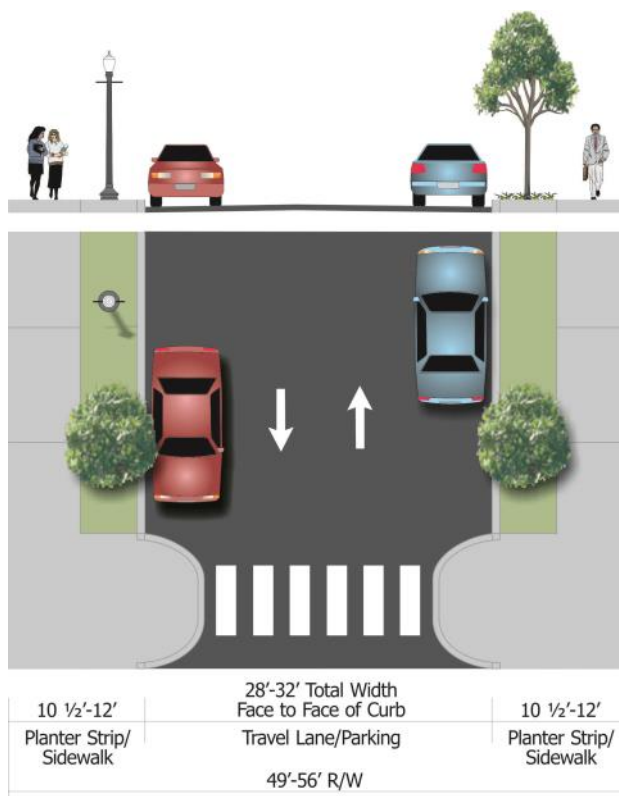 28'-32' Total Width
10 ½'-12' Face to Face of Curb 10 ½'-12'
Planter Strip/ Travel Lane/Parking Planter Strip/
Sidewalk Sidewalk
49'-56' R/W